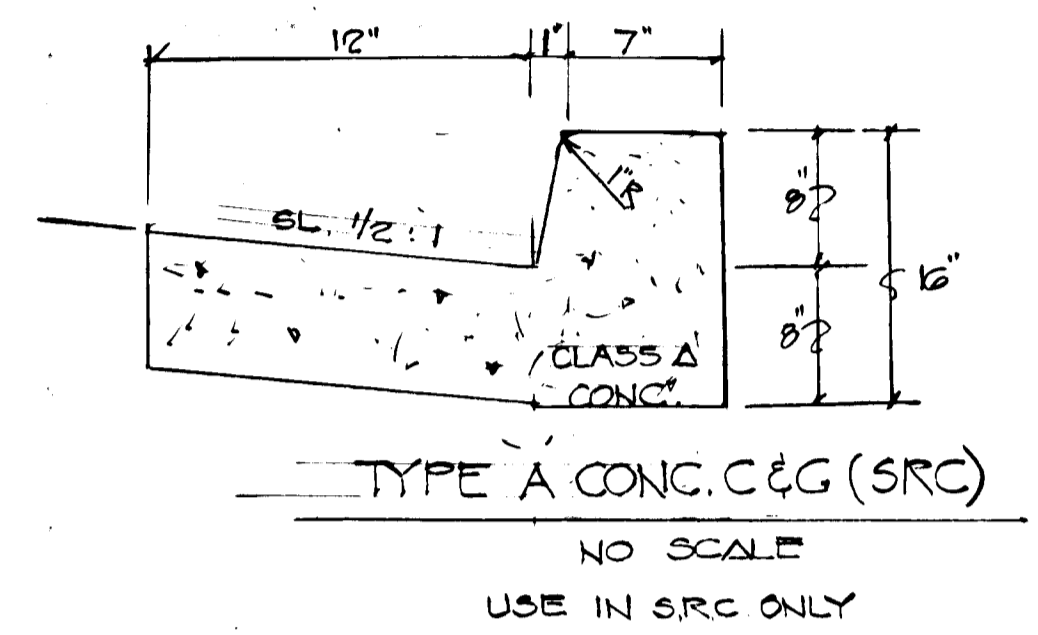 12" 1" 7"
1"R
8"
SL. 1/2 : 1
16"
8"
CLASS A
CONC.
TYPE A CONC. C & G (SRC)
NO SCALE
USE IN S.R.C. ONLY